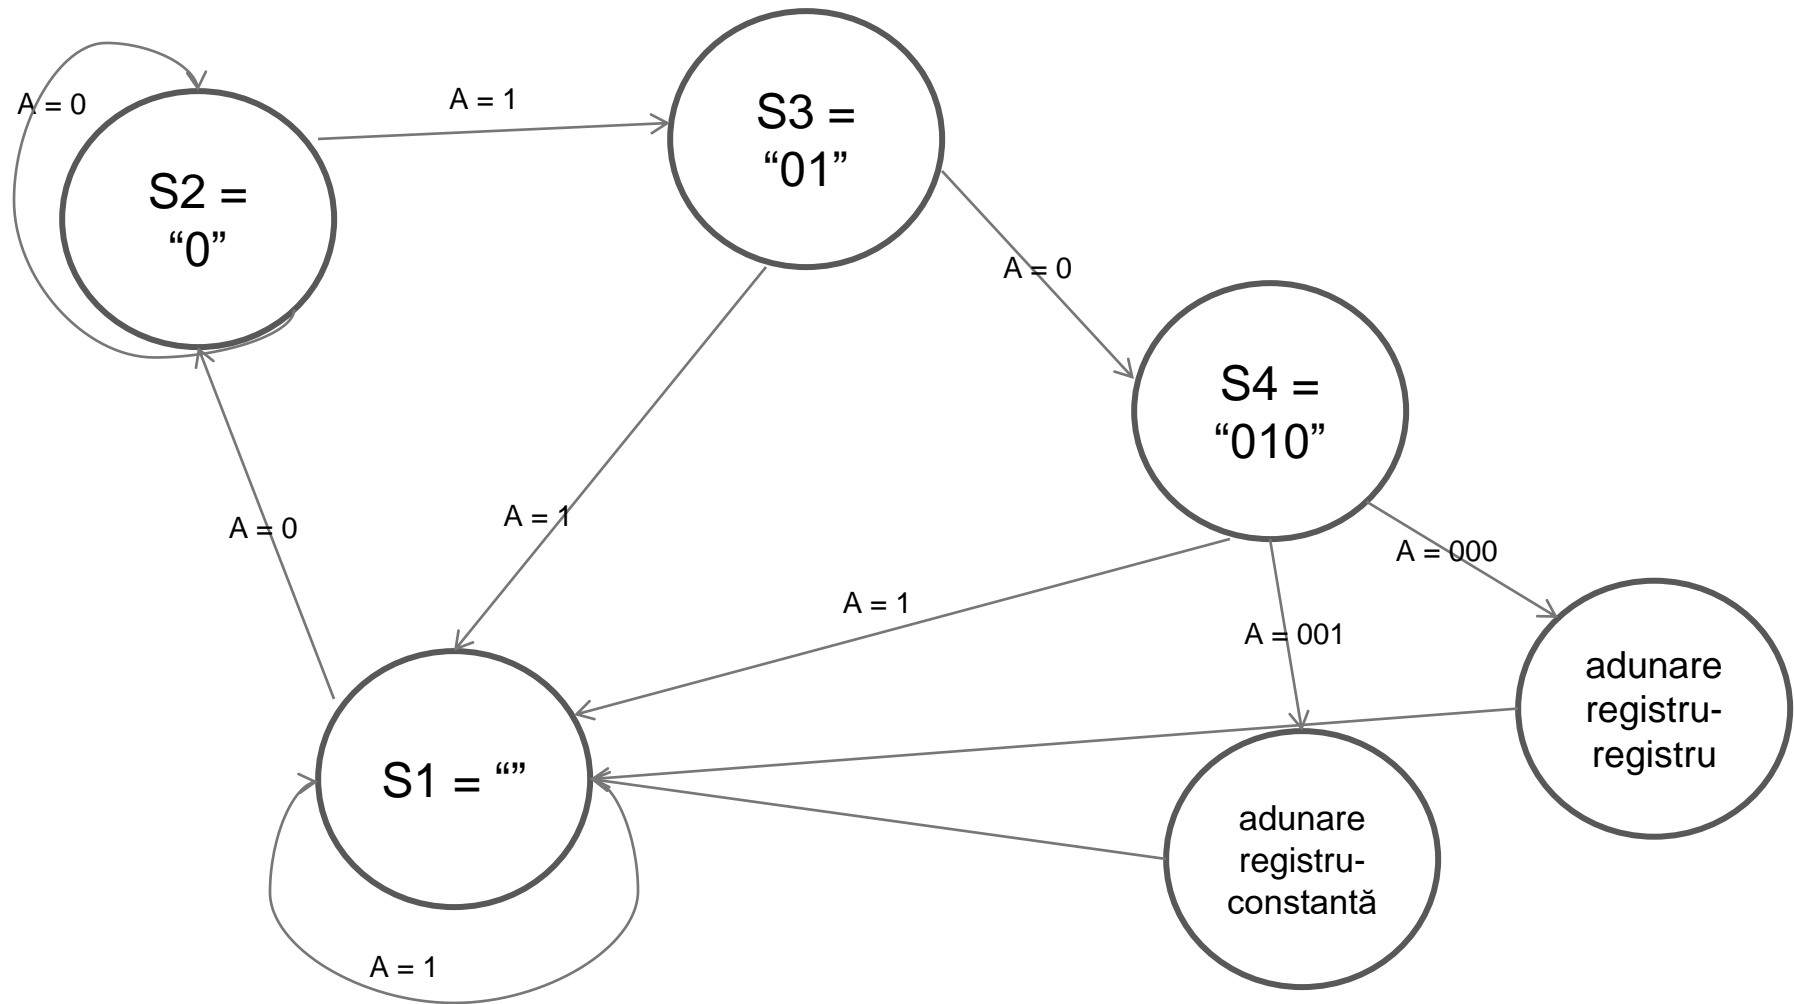 A = 0
A = 1
S3 =
“01”
S2 =
“0”
A = 0
S4 =
“010”
A = 0
A = 1
A = 000
A = 1
A = 001
adunare
registru-
registru
S1 = “”
adunare
registru-
constantă
A = 1